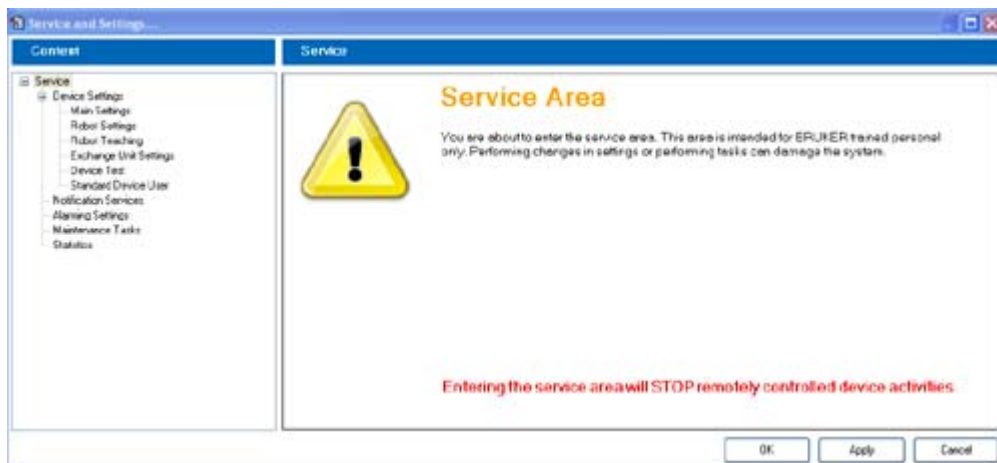 Service and Settings....
Content
Service
Service
Device Settings
Main Settings
Robot Settings
Robot Teaching
Exchange Unit Settings
Device Test
Standard Device User
Notification Services
Alarming Settings
Maintenance Tasks
Statistics
Service Area
You are about to enter the service area. This area is intended for BRUKER trained personal
only. Performing changes in settings or performing tasks can damage the system.
Entering the service area will STOP remotely controlled device activities
OK
Apply
Cancel